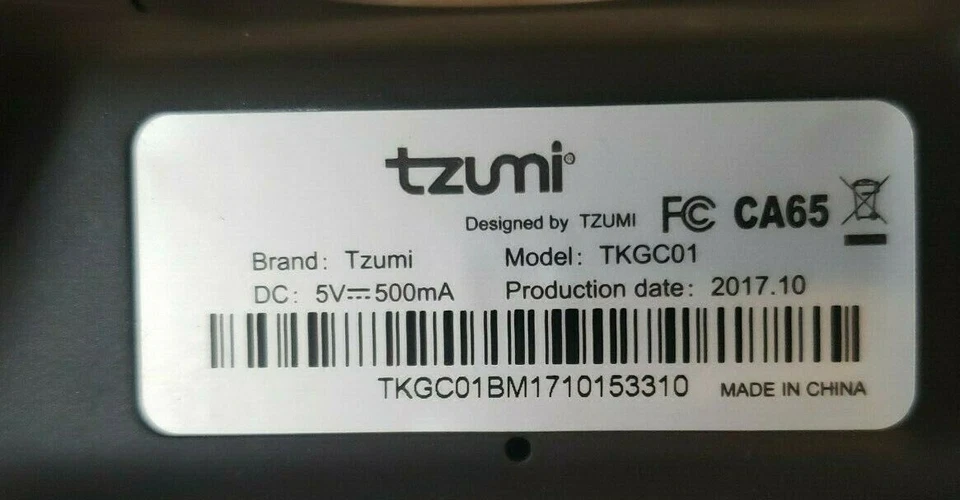 tzumi®
Designed by TZUMI FC CA65
Brand: Tzumi Model: TKGC01
DC: 5V⎓500mA Production date: 2017.10
TKGC01BM1710153310 MADE IN CHINA